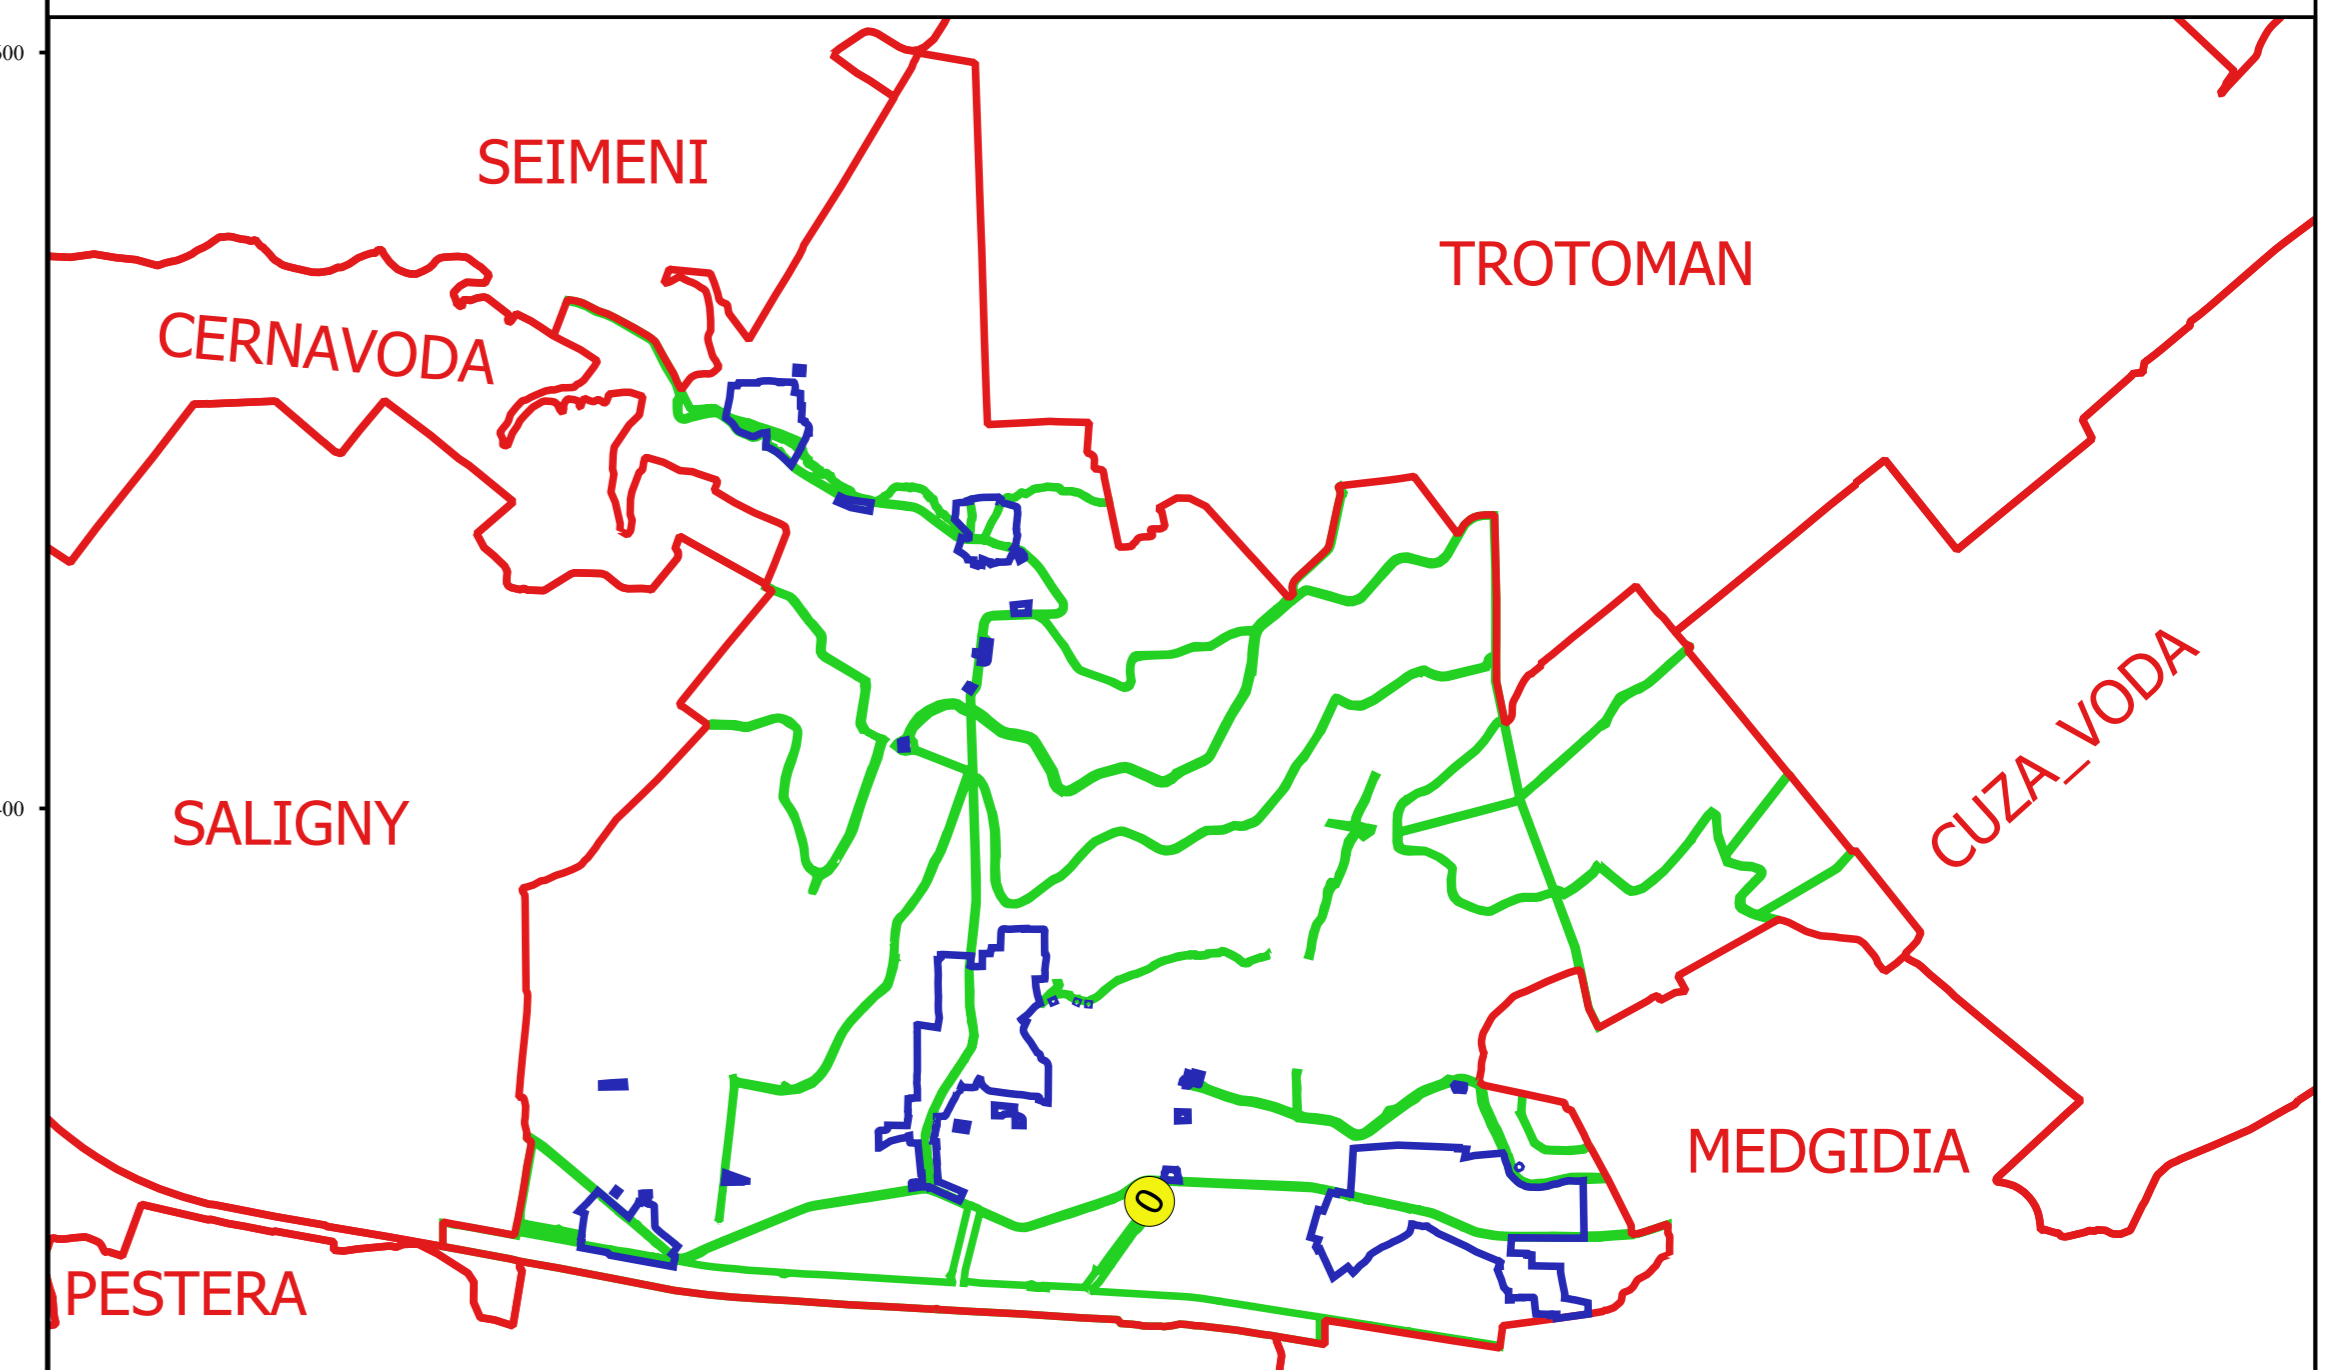 SEIMENI
TROTOMAN
CERNAVODA
CUZA_VODA
SALIGNY
MEDGIDIA
0
PESTERA